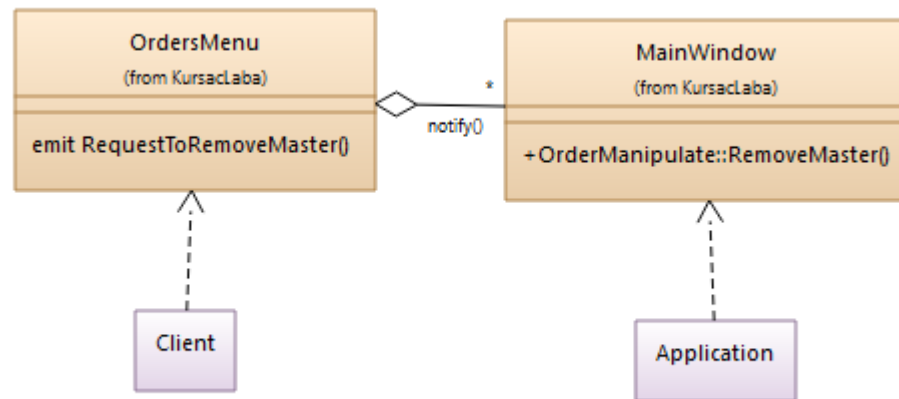 OrdersMenu
(from KursacLaba)
emit RequestToRemoveMaster()
*
notify()
MainWindow
(from KursacLaba)
+OrderManipulate::RemoveMaster()
Client
Application